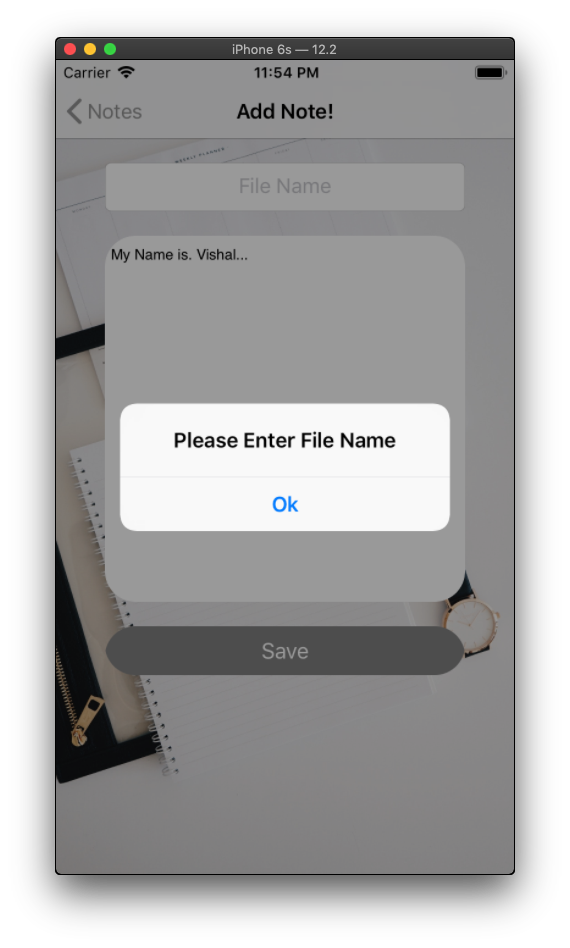 iPhone 6s — 12.2
Carrier 11:54 PM
Notes Add Note!
WEEKLY PLANNER
File Name
My Name is. Vishal...
Please Enter File Name
Ok
Save